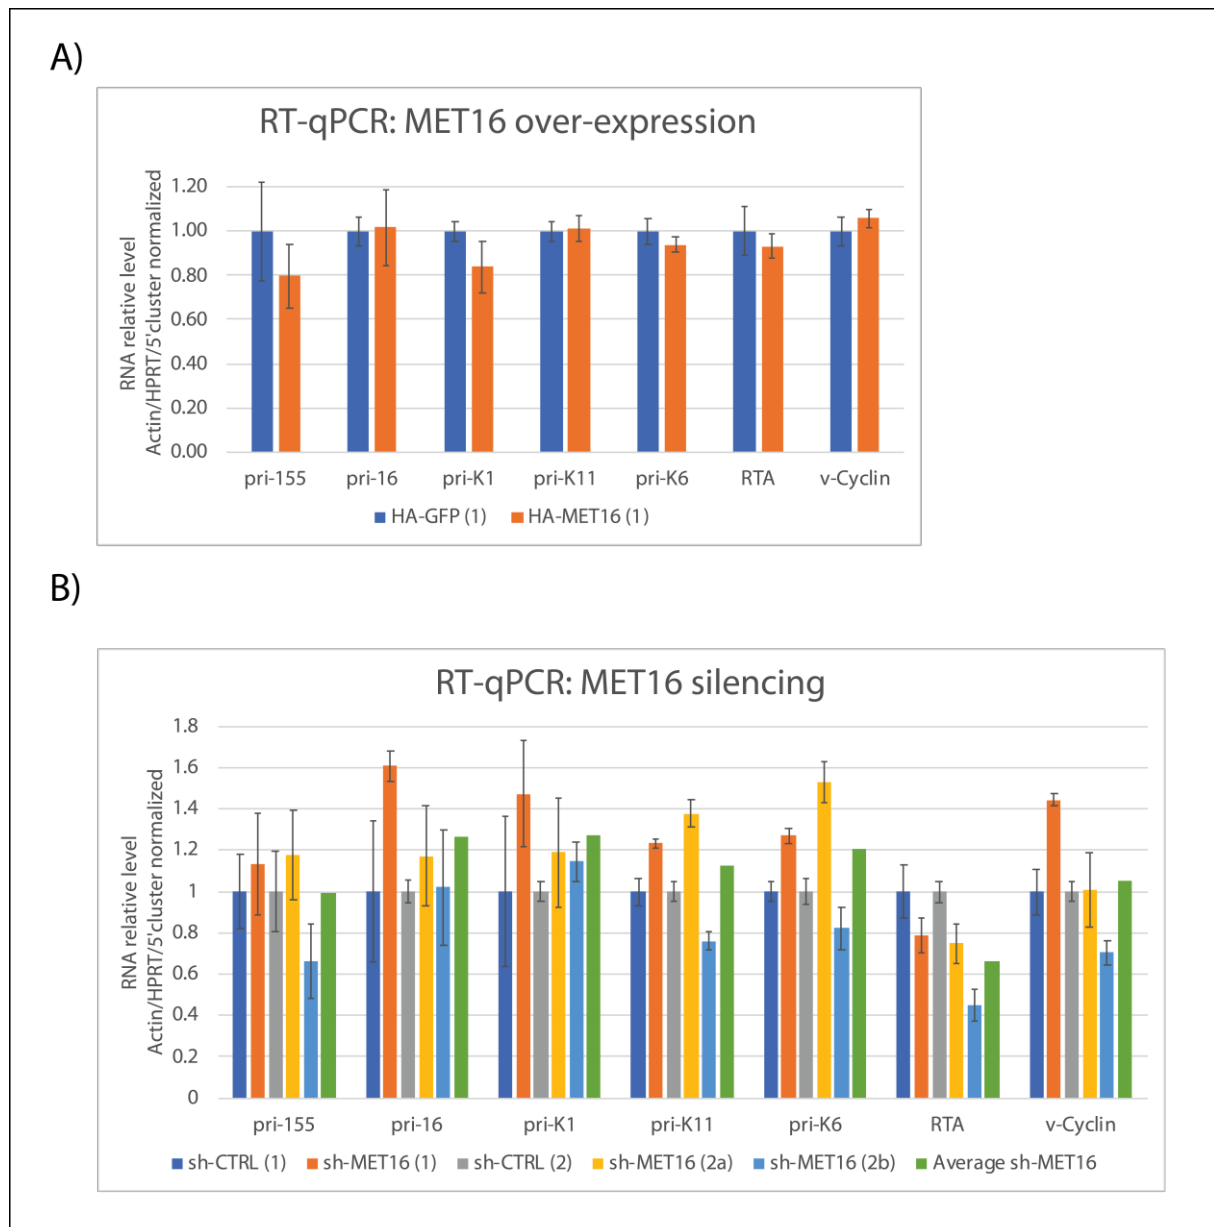 A)
RT-qPCR: MET16 over-expression
RNA relative level
Actin/HPRT/5'cluster normalized
1.20
1.00
0.80
0.60
0.40
0.20
0.00
pri-155 pri-16 pri-K1 pri-K11 pri-K6 RTA v-Cyclin
HA-GFP (1) HA-MET16 (1)
B)
RT-qPCR: MET16 silencing
RNA relative level
Actin/HPRT/5'cluster normalized
1.8
1.6
1.4
1.2
1
0.8
0.6
0.4
0.2
0
pri-155 pri-16 pri-K1 pri-K11 pri-K6 RTA v-Cyclin
sh-CTRL (1) sh-MET16 (1) sh-CTRL (2) sh-MET16 (2a) sh-MET16 (2b) Average sh-MET16